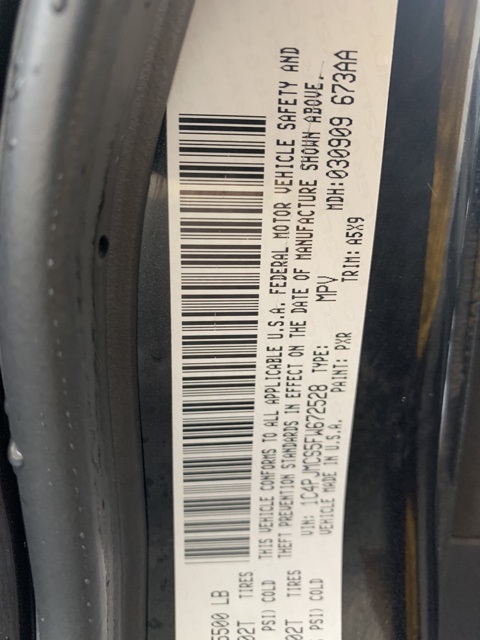 THIS VEHICLE CONFORMS TO ALL APPLICABLE U.S.A. FEDERAL MOTOR VEHICLE SAFETY AND
THEFT PREVENTION STANDARDS IN EFFECT ON THE DATE OF MANUFACTURE SHOWN ABOVE.
VIN: 1C4PJMCS5FW672528 TYPE: MPV MDH:030909 673AA
VEHICLE MADE IN U.S.A. PAINT: PXR TRIM: A5X9
5500 LB
02T TIRES
PSI) COLD
02T TIRES
PSI) COLD